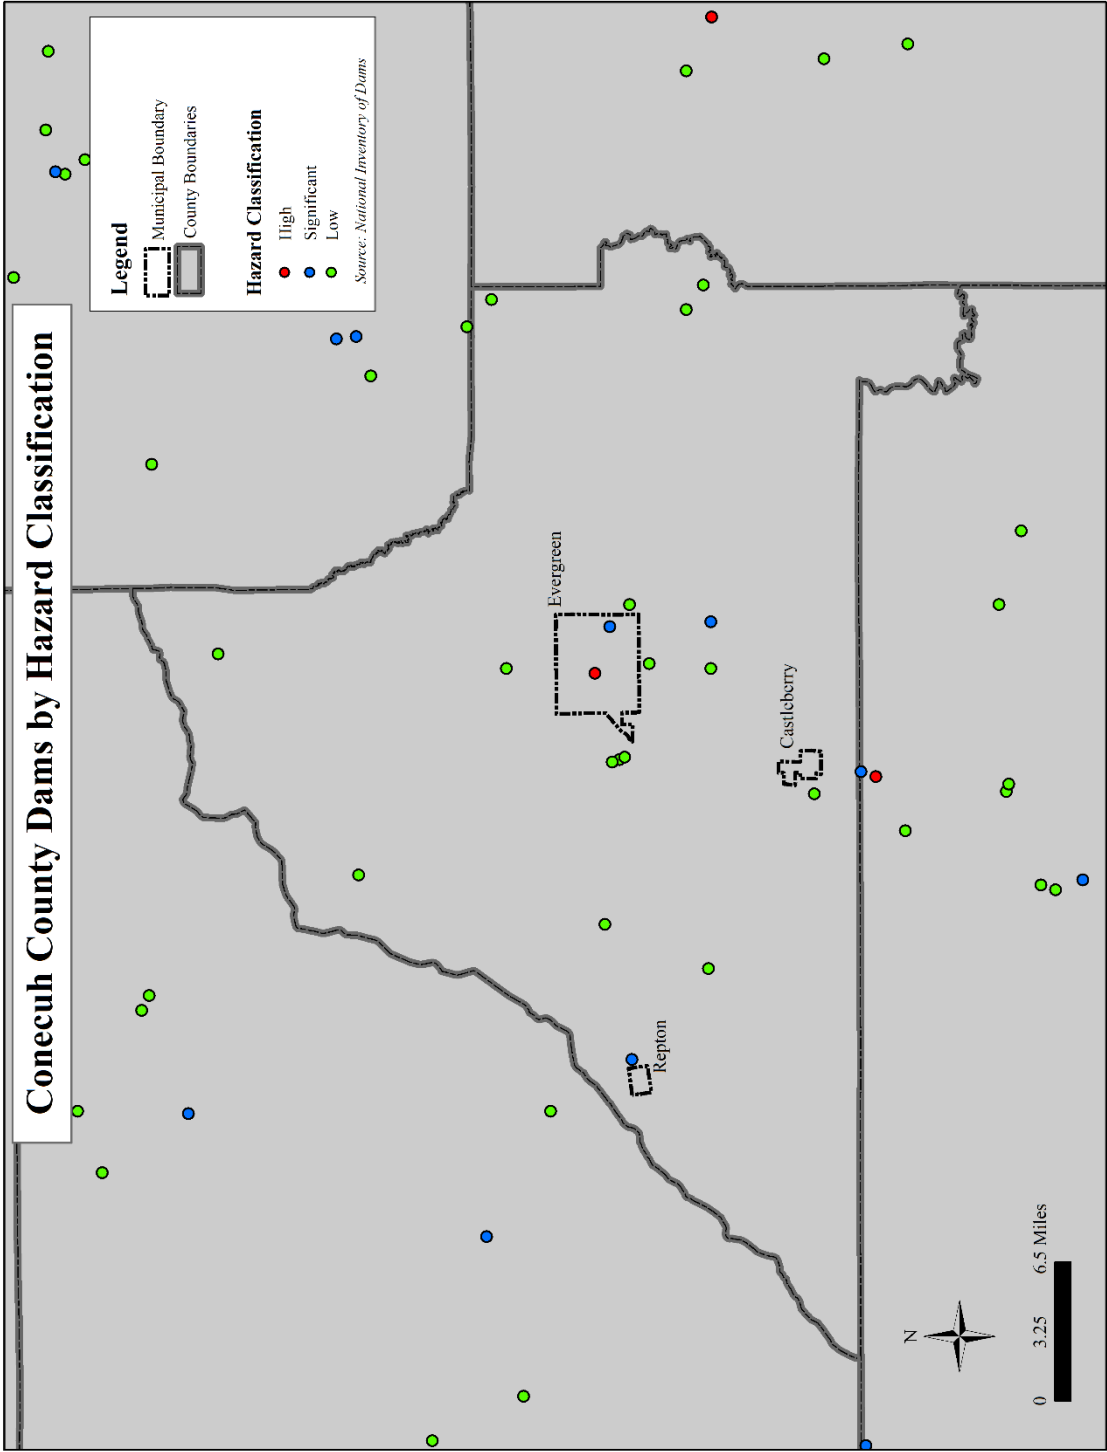 Conecuh County Dams by Hazard Classification
Legend
Municipal Boundary
County Boundaries
Hazard Classification
High
Significant
Low
Source: National Inventory of Dams
Evergreen
Castleberry
Repton
N
0 3.25 6.5 Miles